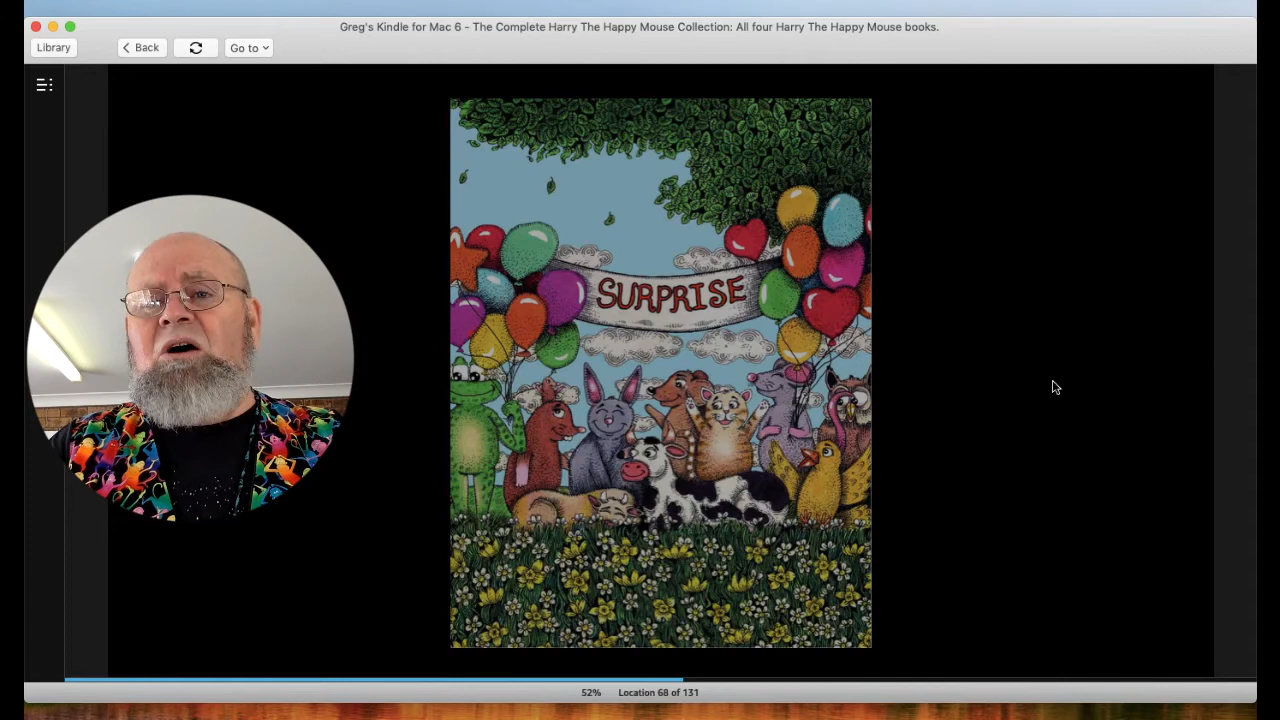 Greg's Kindle for Mac 6 - The Complete Harry The Happy Mouse Collection: All four Harry The Happy Mouse books.
Library
Back
Go to
SURPRISE
52% Location 68 of 131